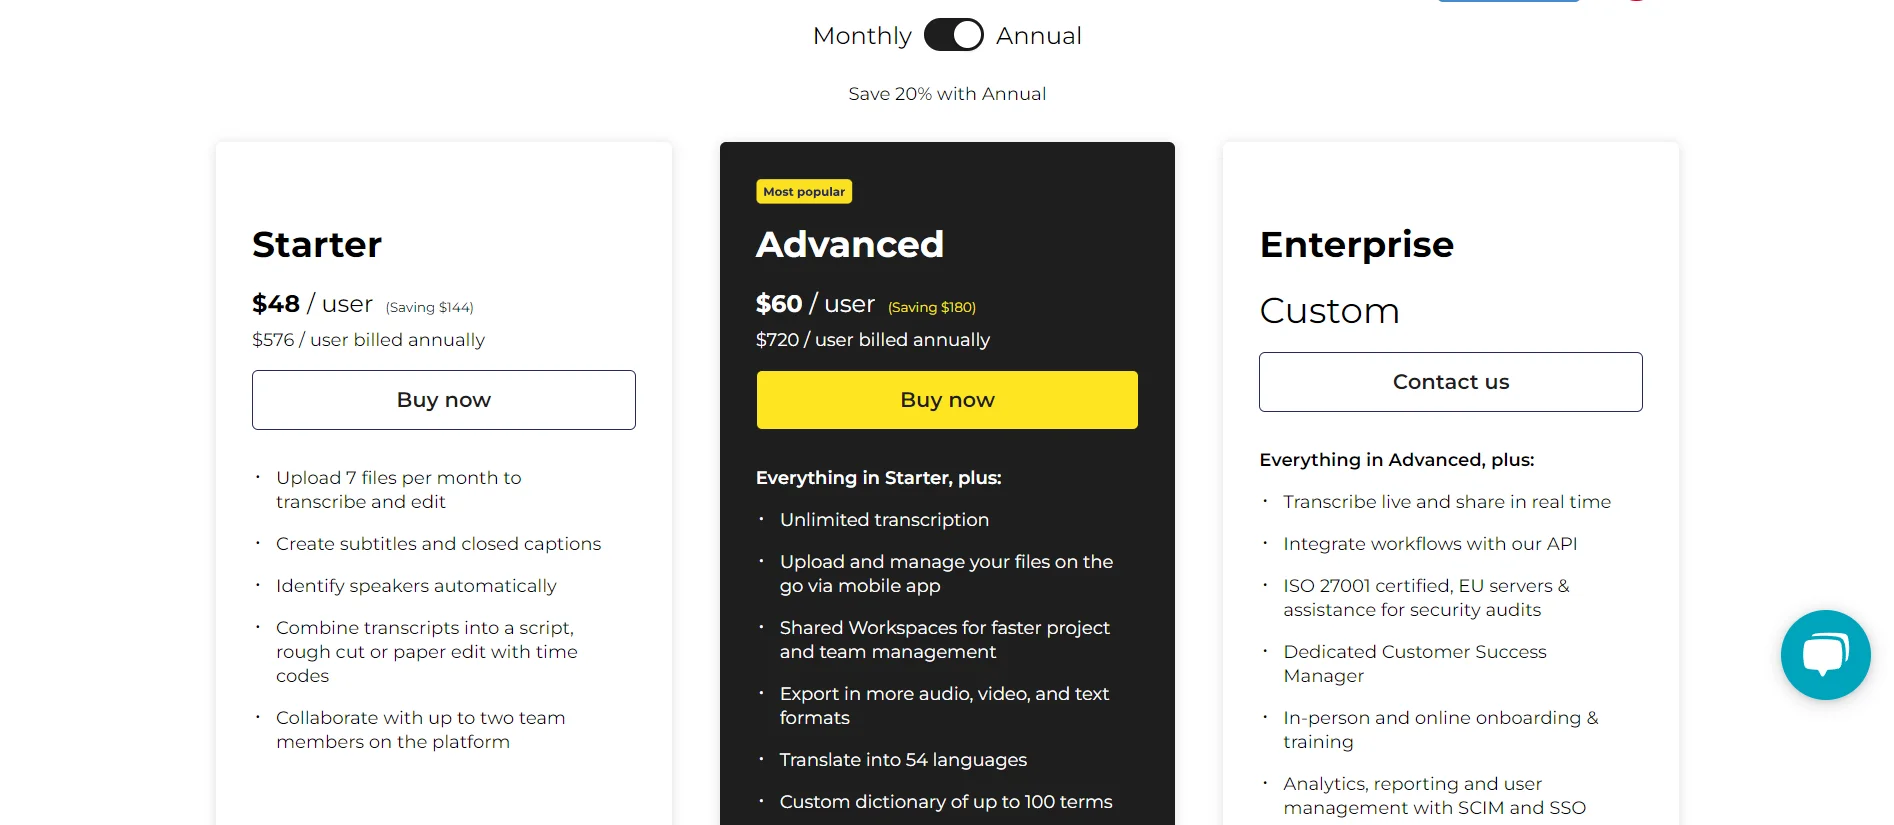 Monthly Annual
Save 20% with Annual
Starter
$48 / user (Saving $144)
$576 / user billed annually
Buy now
· Upload 7 files per month to
transcribe and edit
· Create subtitles and closed captions
· Identify speakers automatically
· Combine transcripts into a script,
rough cut or paper edit with time
codes
· Collaborate with up to two team
members on the platform
Most popular
Advanced
$60 / user (Saving $180)
$720 / user billed annually
Buy now
Everything in Starter, plus:
· Unlimited transcription
· Upload and manage your files on the
go via mobile app
· Shared Workspaces for faster project
and team management
· Export in more audio, video, and text
formats
· Translate into 54 languages
· Custom dictionary of up to 100 terms
Enterprise
Custom
Contact us
Everything in Advanced, plus:
· Transcribe live and share in real time
· Integrate workflows with our API
· ISO 27001 certified, EU servers &
assistance for security audits
· Dedicated Customer Success
Manager
· In-person and online onboarding &
training
· Analytics, reporting and user
management with SCIM and SSO